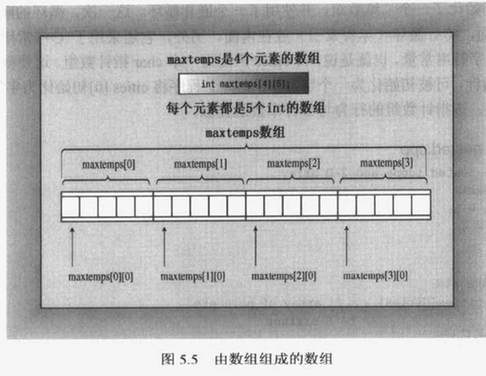 maxtemps是4个元素的数组
int maxtemps[4][5];
每个元素都是5个int的数组
maxtemps数组
maxtemps[0] maxtemps[1] maxtemps[2] maxtemps[3]
maxtemps[0][0] maxtemps[1][0] maxtemps[2][0] maxtemps[3][0]
图 5.5 由数组组成的数组